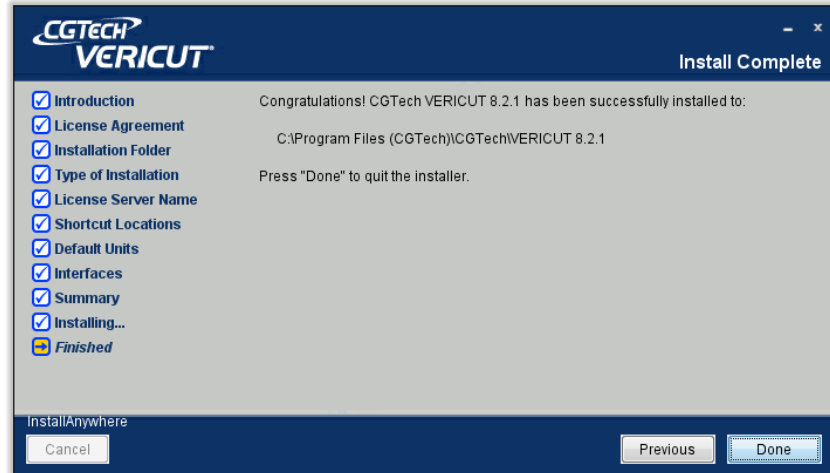 CGTECH
VERICUT
Install Complete
Introduction
License Agreement
Installation Folder
Type of Installation
License Server Name
Shortcut Locations
Default Units
Interfaces
Summary
Installing...
Finished
Congratulations! CGTech VERICUT 8.2.1 has been successfully installed to:
C:\Program Files (CGTech)\CGTech\VERICUT 8.2.1
Press "Done" to quit the installer.
InstallAnywhere
Cancel
Previous
Done